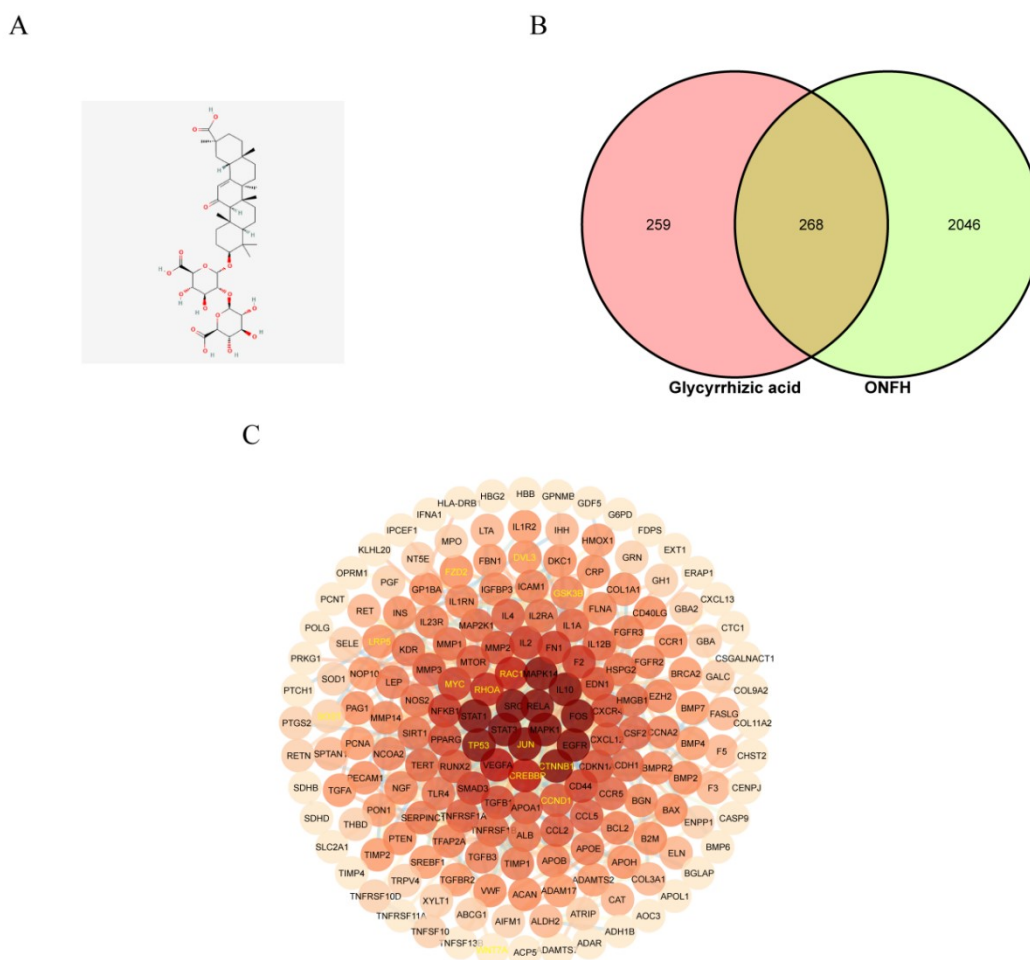 A
B
C
259
268
2046
Glycyrrhizic acid
ONFH
HBB
HBG2
GPNMB
HLA-DRB1
GDF5
IFNA1
G6PD
IPCEF1
MPO
LTA
IL1R2
IHH
HMOX1
FDPS
KLHL20
NT5E
FZD2
FBN1
DVL3
DKC1
CRP
GRN
EXT1
OPRM1
PGF
GP1BA
IGFBP3
ICAM1
GSK3B
COL1A1
GH1
ERAP1
PCNT
RET
INS
IL1RN
IL4
IL2RA
IL1A
FLNA
CD40LG
GBA2
CXCL13
IL23R
MAP2K1
FGFR3
POLG
SELE
LRP5
KDR
MMP1
MMP2
IL2
FN1
IL12B
CCR1
GBA
CTC1
PRKG1
MMP3
MTOR
RAC1
MAPK14
F2
HSPG2
FGFR2
BRCA2
GALC
CSGALNACT1
SOD1
NOP10
LEP
MYC
RHOA
IL10
EDN1
EZH2
BMP7
COL9A2
PTCH1
NOS2
NFKB1
SRC
RELA
HMGB1
FASLG
PAG1
MMP14
STAT1
FOS
CXCR4
CSF2
CCNA2
COL11A2
PTGS2
SIRT1
PPARG
STAT3
MAPK1
CXCL12
BMP4
F5
RETN
PCNA
TP53
JUN
EGFR
CDH1
CHST2
SPTAN1
NCOA2
TERT
RUNX2
VEGFA
CTNNB1
CDKN1A
BMPR2
BMP2
F3
SDHB
PECAM1
CREBBP
CD44
CENPJ
TGFA
NGF
TLR4
SMAD3
CCND1
CCR5
BGN
BAX
ENPP1
SDHD
PON1
TGFB1
APOA1
CASP9
THBD
SERPINC1
TNFRSF1A
CCL5
BCL2
SLC2A1
PTEN
TNFRSF1B
ALB
CCL2
B2M
BMP6
TFAP2A
APOE
ELN
TIMP4
TIMP2
SREBF1
TGFB3
TIMP1
APOB
APOH
COL3A1
BGLAP
TRPV4
TGFBR2
ADAMTS2
APOL1
TNFRSF10D
VWF
ACAN
ADAM17
CAT
XYLT1
AOC3
TNFRSF11A
ABCG1
AIFM1
ALDH2
ATRIP
ADH1B
TNFSF10
TNFSF13B
ACP5
ADAMTS
ADAR